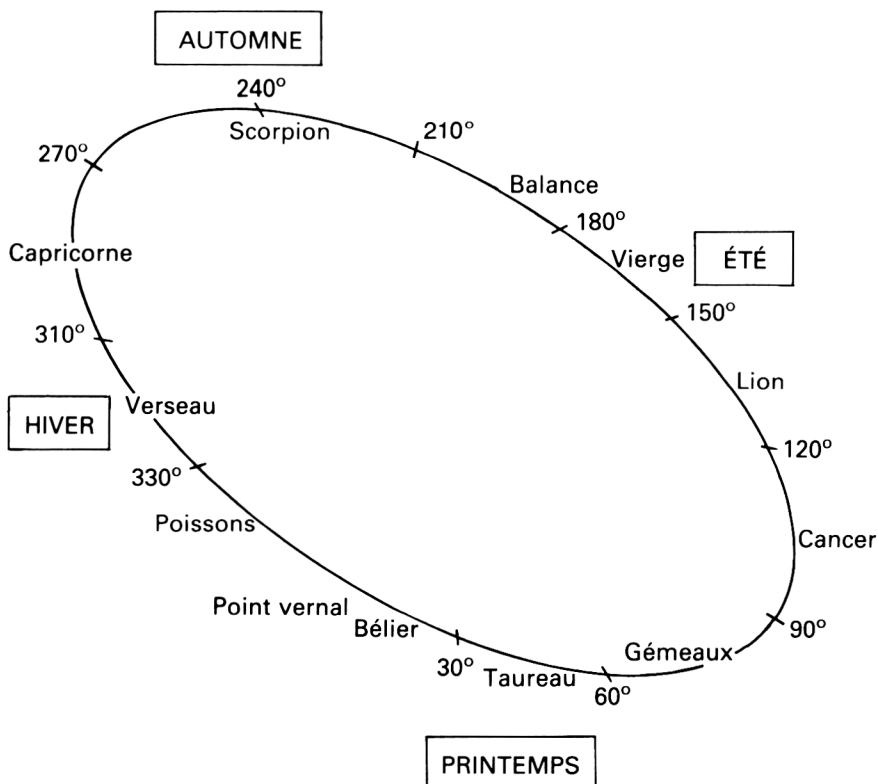 AUTOMNE
240°
Scorpion
210°
270°
Balance
180°
Capricorne
Vierge
ÉTÉ
150°
310°
Lion
Verseau
HIVER
120°
330°
Poissons
Cancer
Point vernal
Bélier
90°
30°
Gémeaux
Taureau
60°
PRINTEMPS